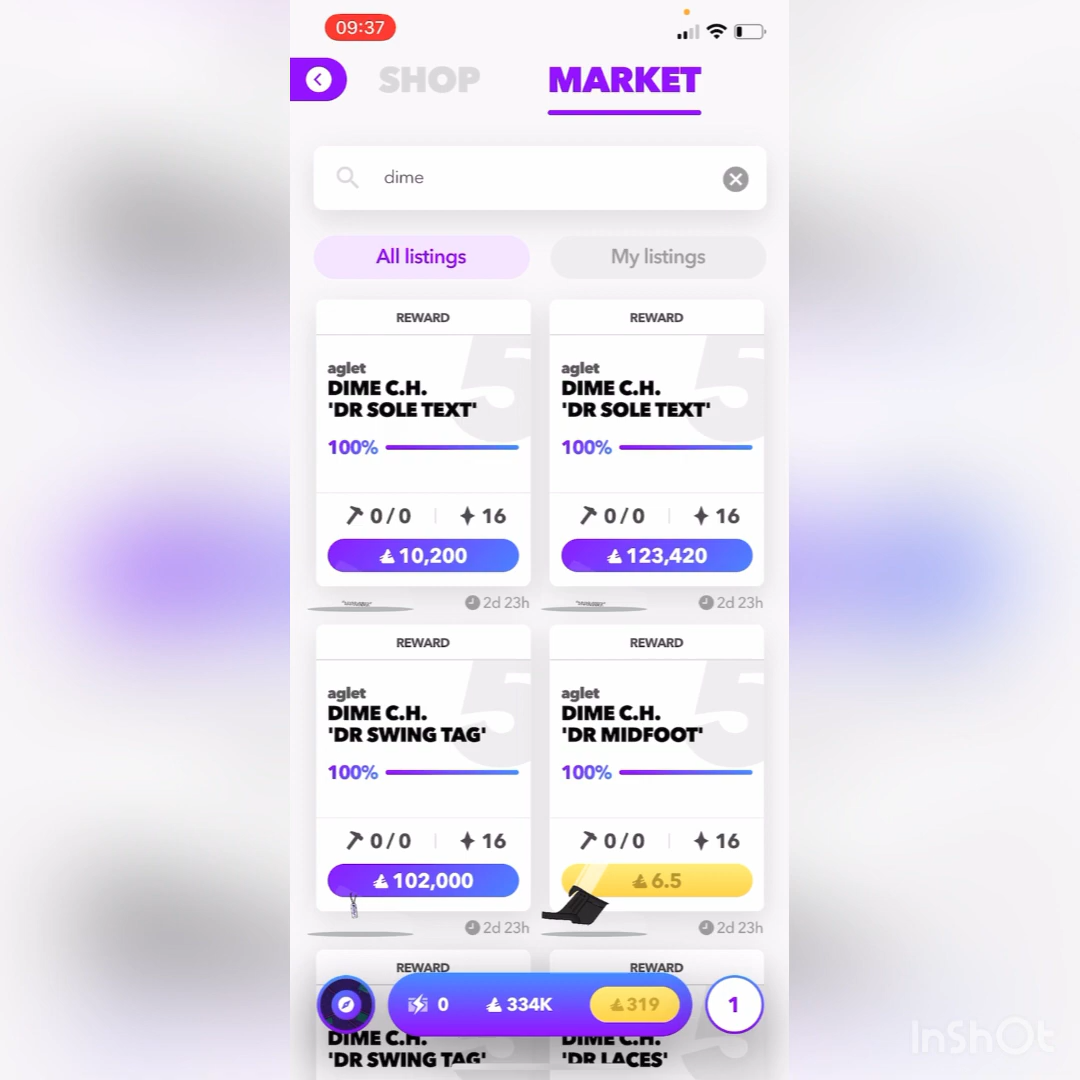 09:37
SHOP
MARKET
dime
All listings
My listings
REWARD
aglet
DIME C.H.
'DR SOLE TEXT'
100%
0/0
16
10,200
2d 23h
REWARD
aglet
DIME C.H.
'DR SOLE TEXT'
100%
0/0
16
123,420
2d 23h
REWARD
aglet
DIME C.H.
'DR SWING TAG'
100%
0/0
16
102,000
2d 23h
REWARD
aglet
DIME C.H.
'DR MIDFOOT'
100%
0/0
16
6.5
2d 23h
REWARD
DIME C.H.
'DR SWING TAG'
REWARD
DIME C.H.
'DR LACES'
0
334K
319
1
InShOt